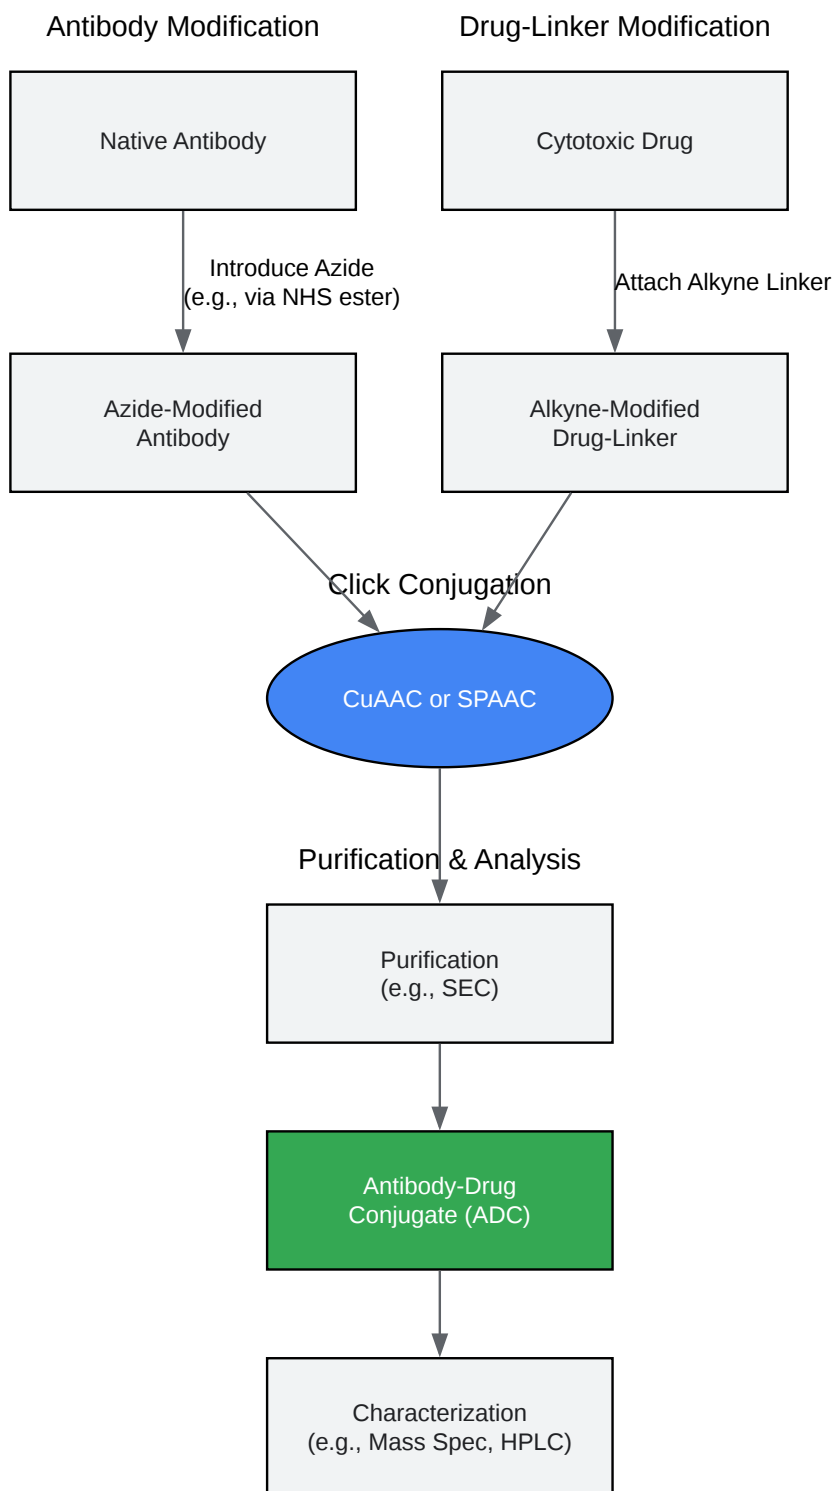 Antibody Modification
Drug-Linker Modification
Native Antibody
Cytotoxic Drug
Introduce Azide
(e.g., via NHS ester)
Attach Alkyne Linker
Azide-Modified
Antibody
Alkyne-Modified
Drug-Linker
Click Conjugation
CuAAC or SPAAC
Purification & Analysis
Purification
(e.g., SEC)
Antibody-Drug
Conjugate (ADC)
Characterization
(e.g., Mass Spec, HPLC)